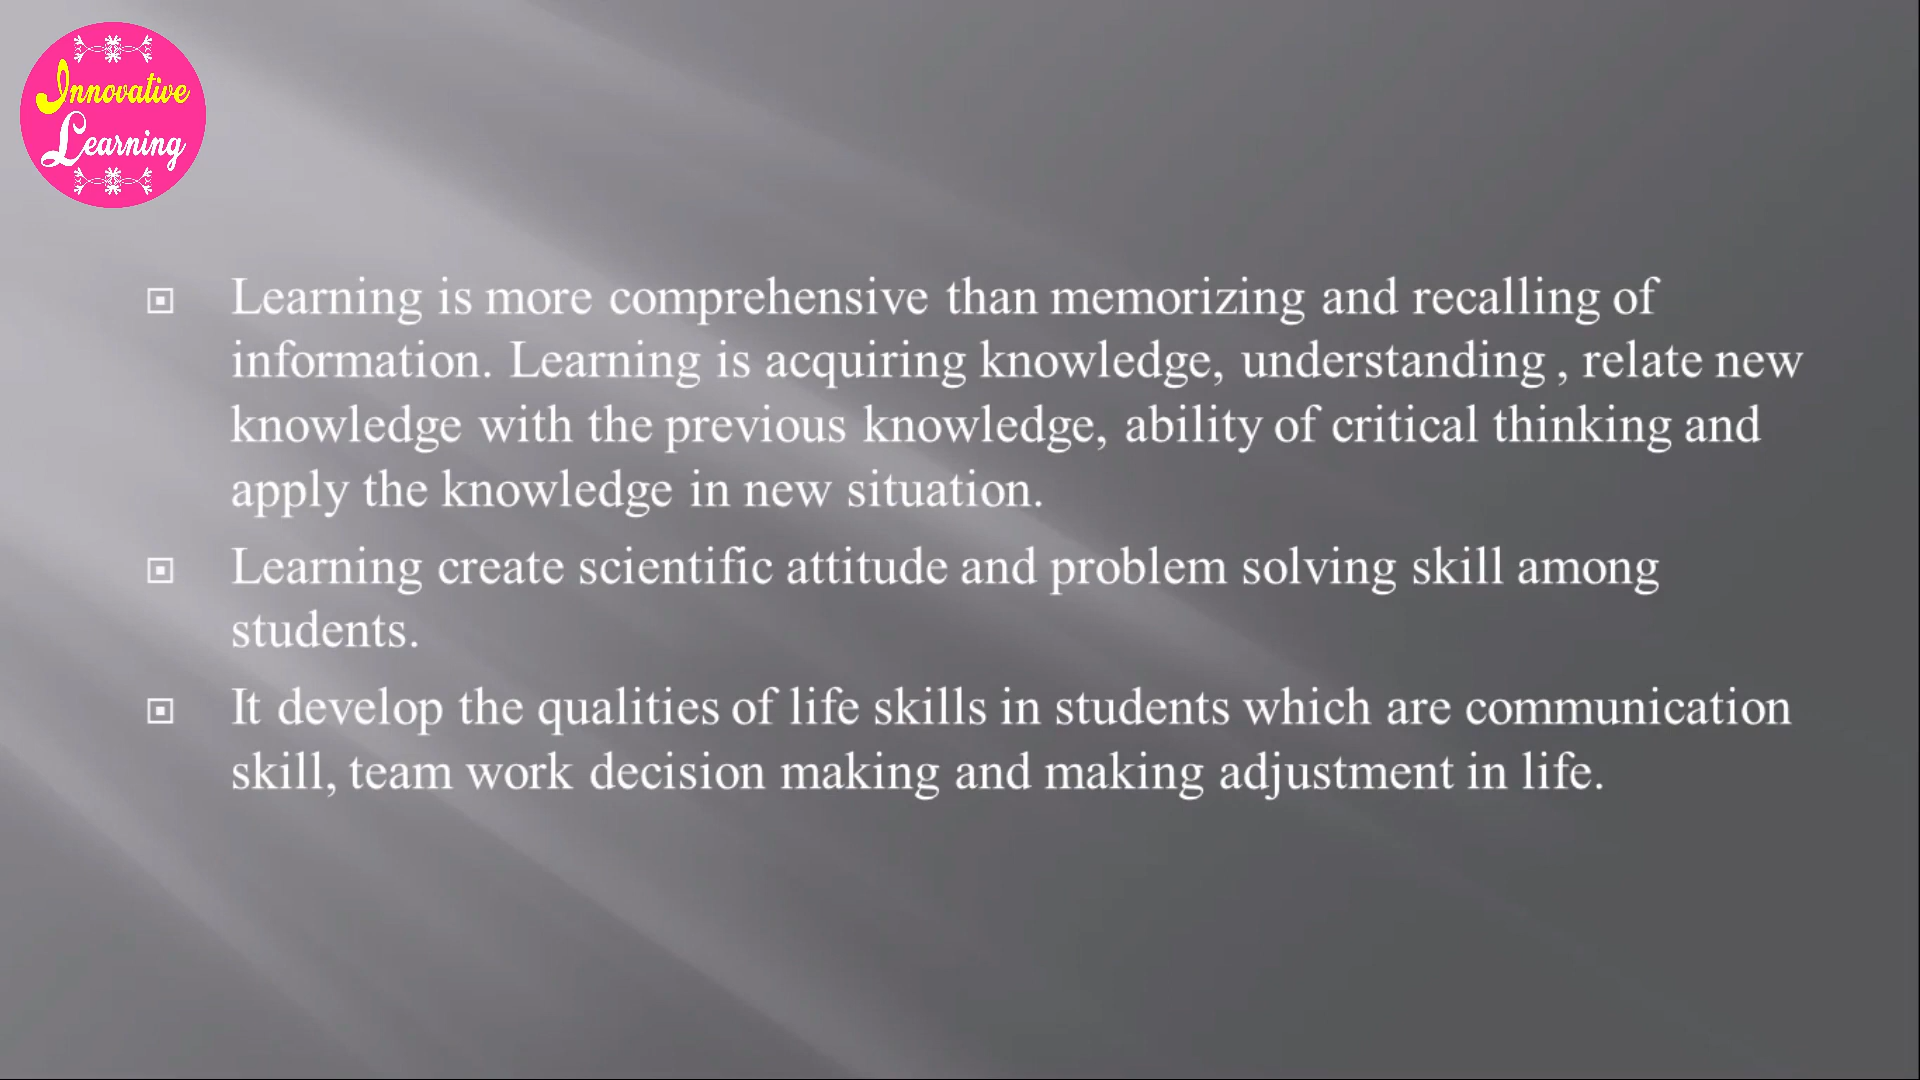 Innovative
Learning
Learning is more comprehensive than memorizing and recalling of
information. Learning is acquiring knowledge, understanding , relate new
knowledge with the previous knowledge, ability of critical thinking and
apply the knowledge in new situation.
Learning create scientific attitude and problem solving skill among
students.
It develop the qualities of life skills in students which are communication
skill, team work decision making and making adjustment in life.